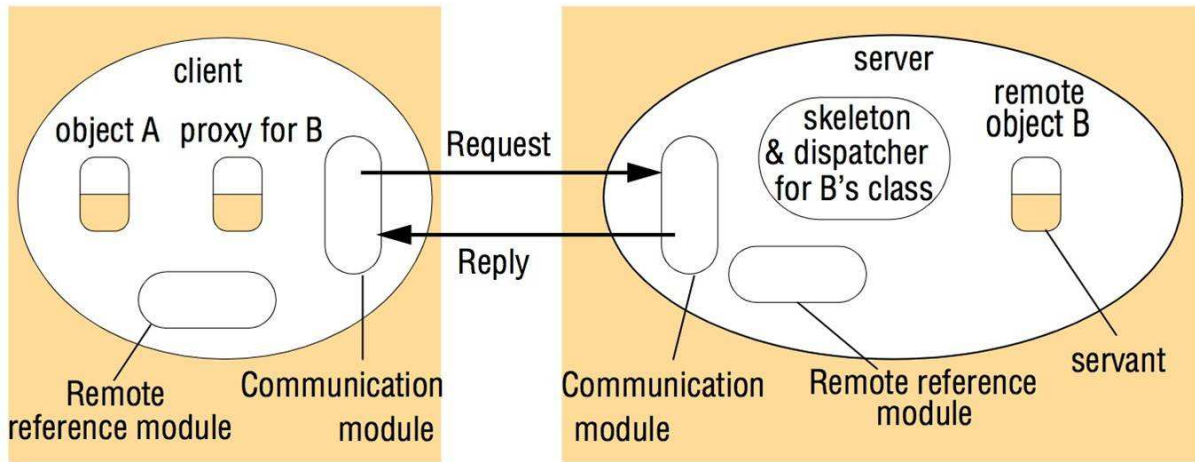 client
object A
proxy for B
Request
Reply
Remote
reference module
Communication
module
server
skeleton
& dispatcher
for B's class
remote
object B
Communication
module
Remote reference
module
servant